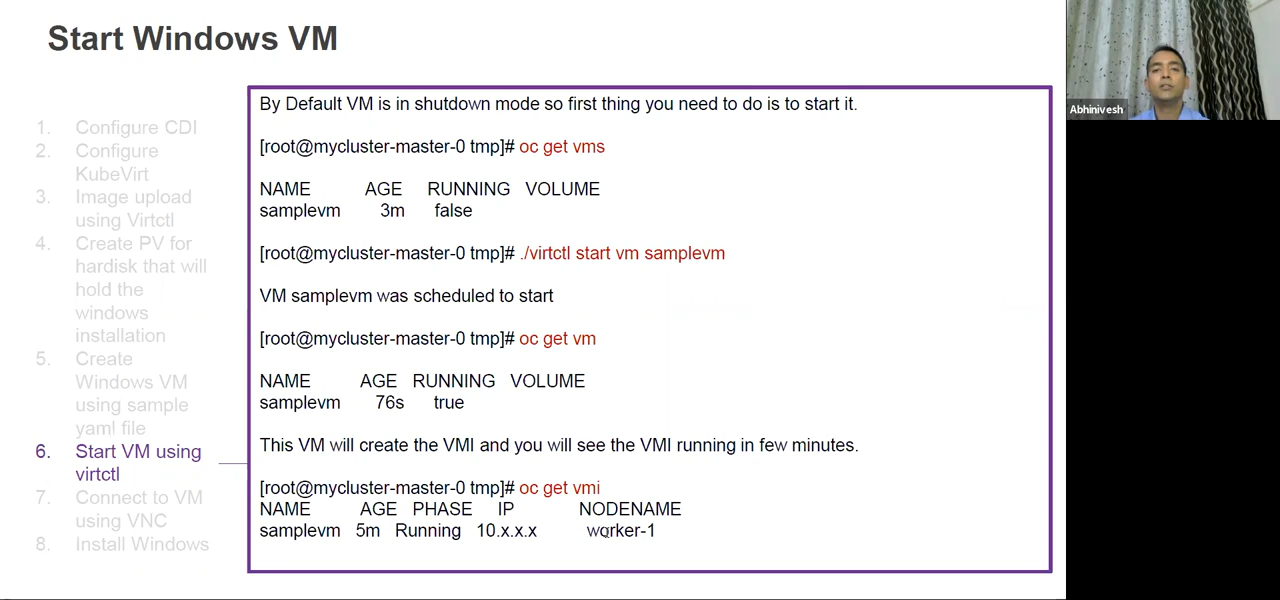 Start Windows VM
1. Configure CDI
2. Configure
KubeVirt
3. Image upload
using Virtctl
4. Create PV for
hardisk that will
hold the
windows
installation
5. Create
Windows VM
using sample
yaml file
6. Start VM using
virtctl
7. Connect to VM
using VNC
8. Install Windows
By Default VM is in shutdown mode so first thing you need to do is to start it.
[root@mycluster-master-0 tmp]# oc get vms
NAME AGE RUNNING VOLUME
samplevm 3m false
[root@mycluster-master-0 tmp]# ./virtctl start vm samplevm
VM samplevm was scheduled to start
[root@mycluster-master-0 tmp]# oc get vm
NAME AGE RUNNING VOLUME
samplevm 76s true
This VM will create the VMI and you will see the VMI running in few minutes.
[root@mycluster-master-0 tmp]# oc get vmi
NAME AGE PHASE IP NODENAME
samplevm 5m Running 10.x.x.x worker-1
Abhinivesh